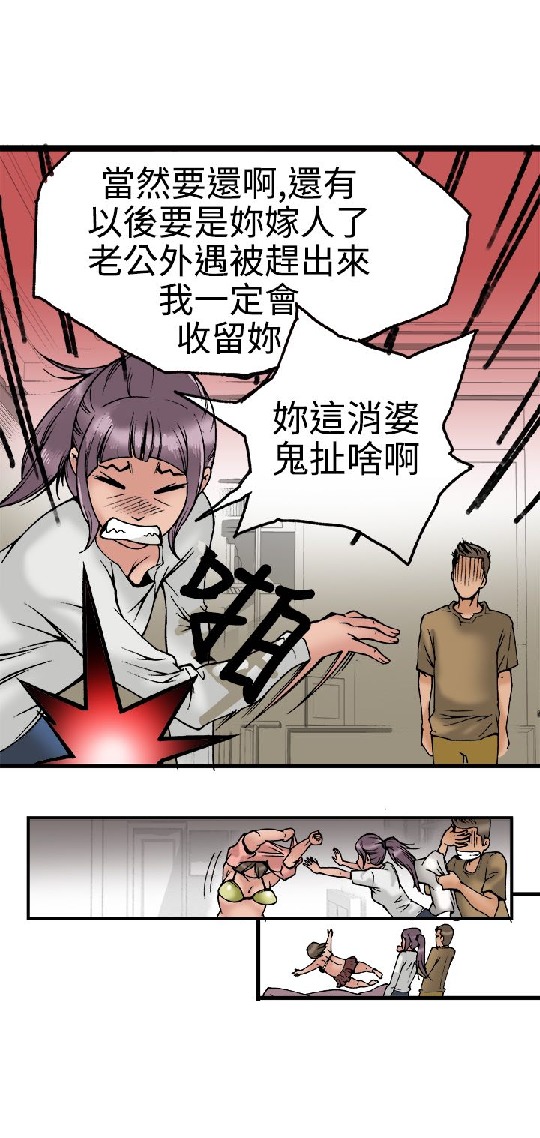 當然要還啊,還有
以後要是妳嫁人了
老公外遇被趕出來
我一定會
收留妳
妳這消婆
鬼扯啥啊
啪